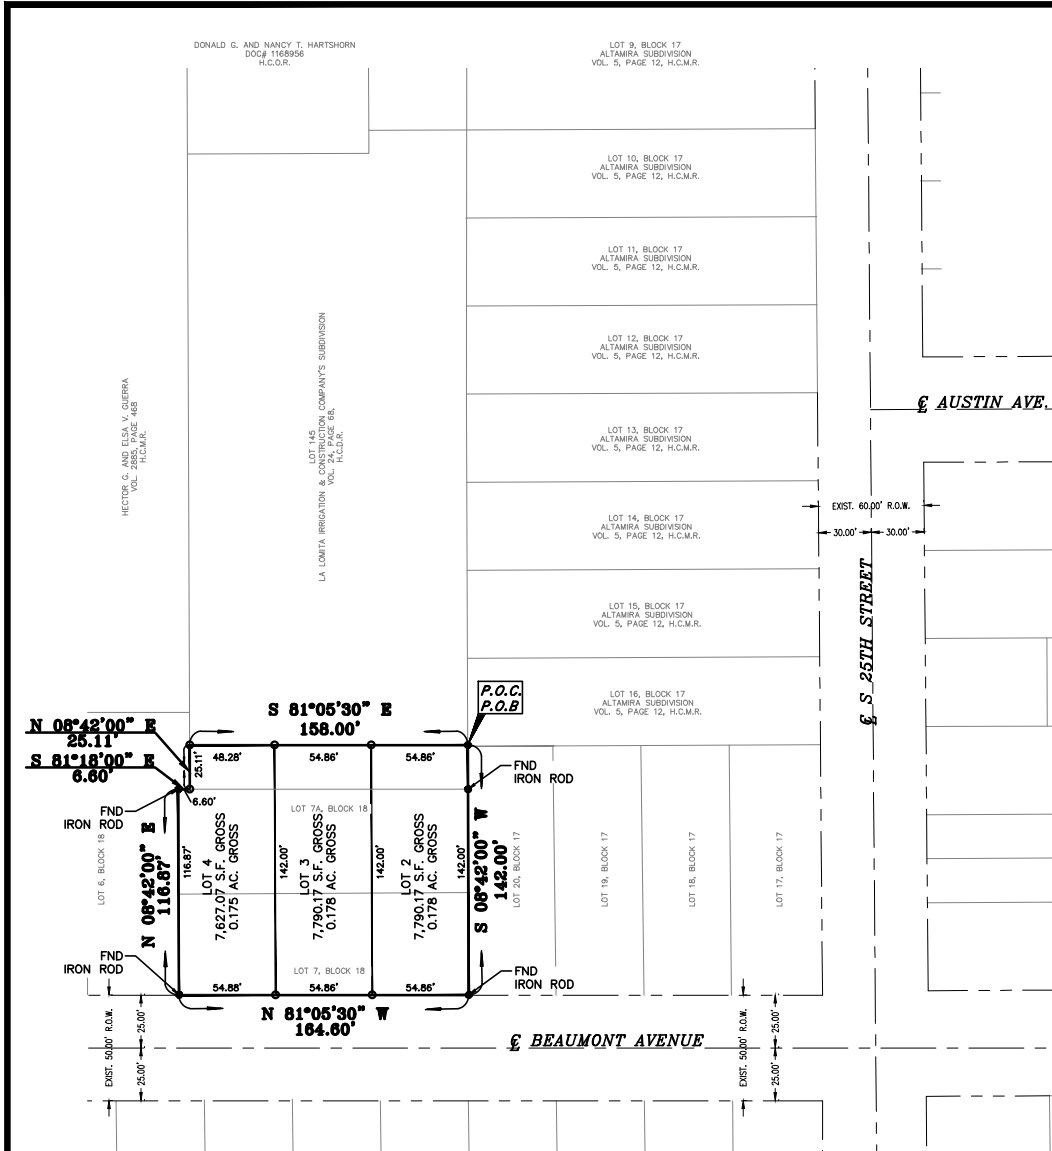 DONALD G. AND NANCY T. HARTSHORN
DOC# 1168956
H.C.O.R.
LOT 9, BLOCK 17
ALTAMIRA SUBDIVISION
VOL. 5, PAGE 12, H.C.M.R.
LOT 10, BLOCK 17
ALTAMIRA SUBDIVISION
VOL. 5, PAGE 12, H.C.M.R.
LOT 11, BLOCK 17
ALTAMIRA SUBDIVISION
VOL. 5, PAGE 12, H.C.M.R.
LOT 12, BLOCK 17
ALTAMIRA SUBDIVISION
VOL. 5, PAGE 12, H.C.M.R.
HECTOR G. AND ELSA V. GUERRA
VOL. 2885, PAGE 468
H.C.M.R.
LOT 145
LA LOMITA IRRIGATION & CONSTRUCTION COMPANY'S SUBDIVISION
VOL. 24, PAGE 68,
H.C.D.R.
℄ AUSTIN AVE.
LOT 13, BLOCK 17
ALTAMIRA SUBDIVISION
VOL. 5, PAGE 12, H.C.M.R.
EXIST. 60.00' R.O.W.
30.00'
30.00'
LOT 14, BLOCK 17
ALTAMIRA SUBDIVISION
VOL. 5, PAGE 12, H.C.M.R.
℄ S 25TH STREET
LOT 15, BLOCK 17
ALTAMIRA SUBDIVISION
VOL. 5, PAGE 12, H.C.M.R.
LOT 16, BLOCK 17
ALTAMIRA SUBDIVISION
VOL. 5, PAGE 12, H.C.M.R.
P.O.C.
P.O.B
S 81°05'30" E
158.00'
N 08°42'00" E
25.11'
S 81°18'00" E
6.60'
25.11'
48.28'
54.86'
54.86'
6.60'
FND
IRON ROD
FND
IRON ROD
LOT 7A, BLOCK 18
LOT 6, BLOCK 18
N 08°42'00" E
116.87'
116.87'
LOT 4
7,627.07 S.F. GROSS
0.175 AC. GROSS
142.00'
LOT 3
7,790.17 S.F. GROSS
0.178 AC. GROSS
142.00'
LOT 2
7,790.17 S.F. GROSS
0.178 AC. GROSS
142.00'
S 08°42'00" W
142.00'
LOT 20, BLOCK 17
LOT 19, BLOCK 17
LOT 18, BLOCK 17
LOT 17, BLOCK 17
FND
IRON ROD
LOT 7, BLOCK 18
FND
IRON ROD
54.88'
54.86'
54.86'
N 81°05'30" W
164.60'
℄ BEAUMONT AVENUE
EXIST. 50.00' R.O.W.
25.00'
25.00'
EXIST. 50.00' R.O.W.
25.00'
25.00'